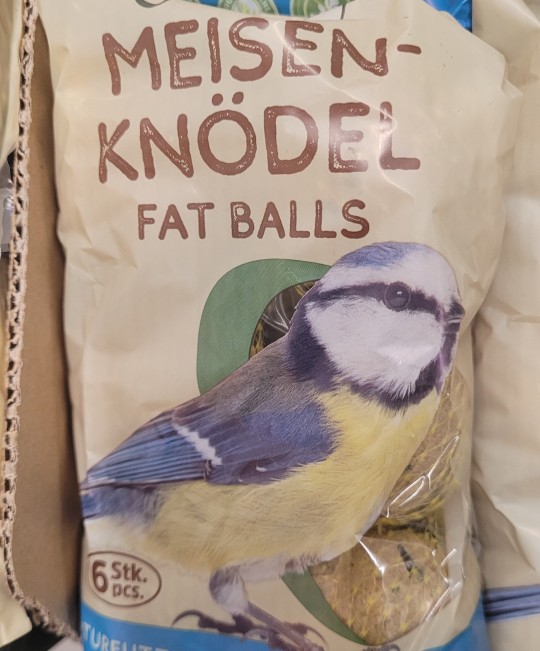 MEISEN-
KNÖDEL
FAT BALLS
6 Stk.
pcs.